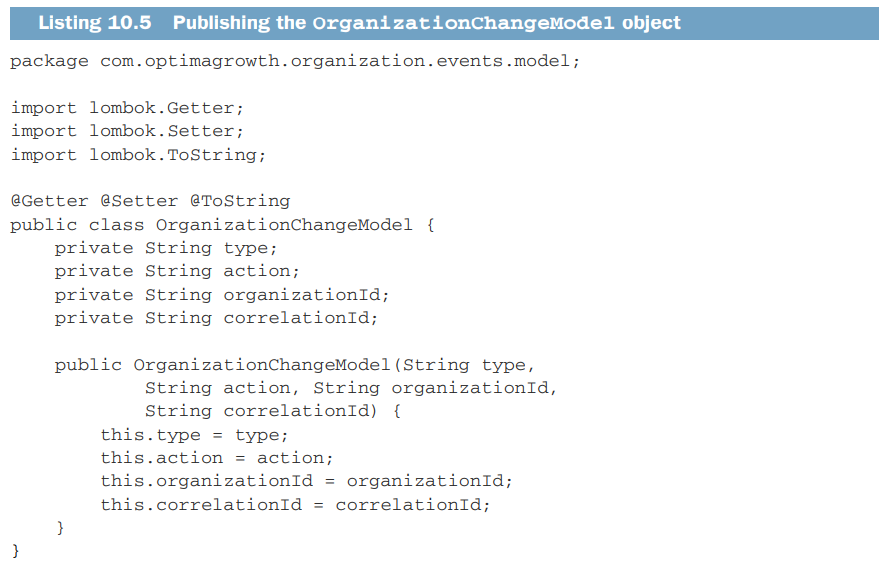 Listing 10.5 Publishing the OrganizationChangeModel object
package com.optimagrowth.organization.events.model;
import lombok.Getter;
import lombok.Setter;
import lombok.ToString;
@Getter @Setter @ToString
public class OrganizationChangeModel {
private String type;
private String action;
private String organizationId;
private String correlationId;
public OrganizationChangeModel(String type,
String action, String organizationId,
String correlationId) {
this.type = type;
this.action = action;
this.organizationId = organizationId;
this.correlationId = correlationId;
}
}